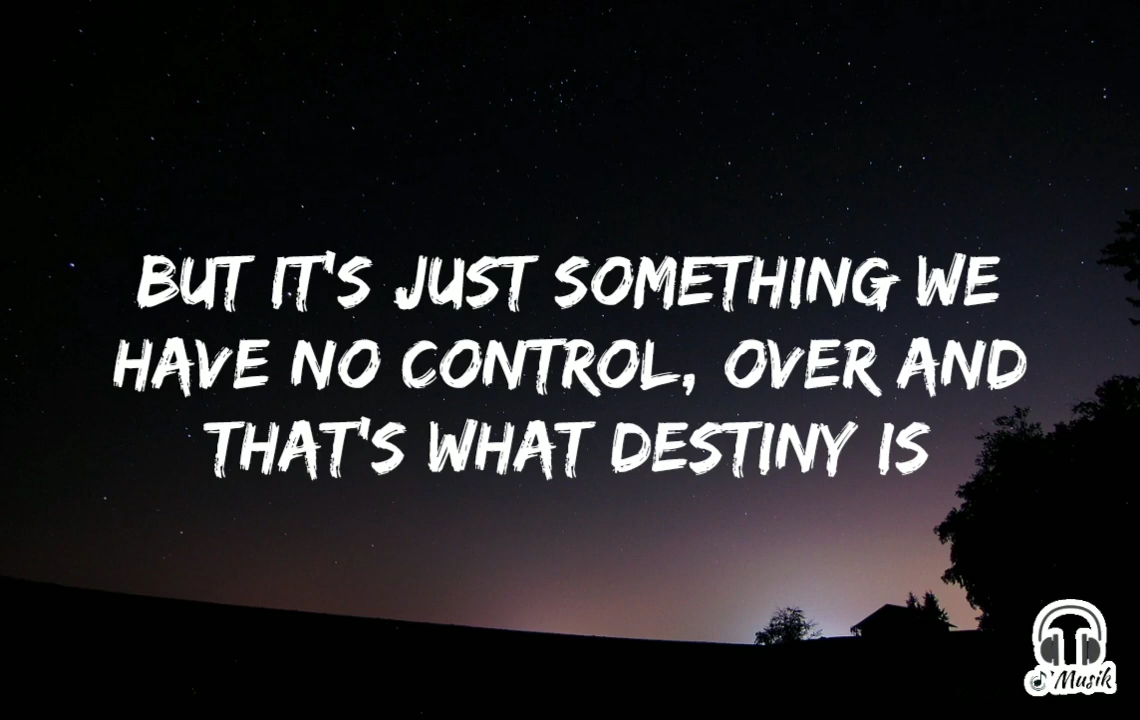 BUT IT'S JUST SOMETHING WE
HAVE NO CONTROL, OVER AND
THAT'S WHAT DESTINY IS
Musik